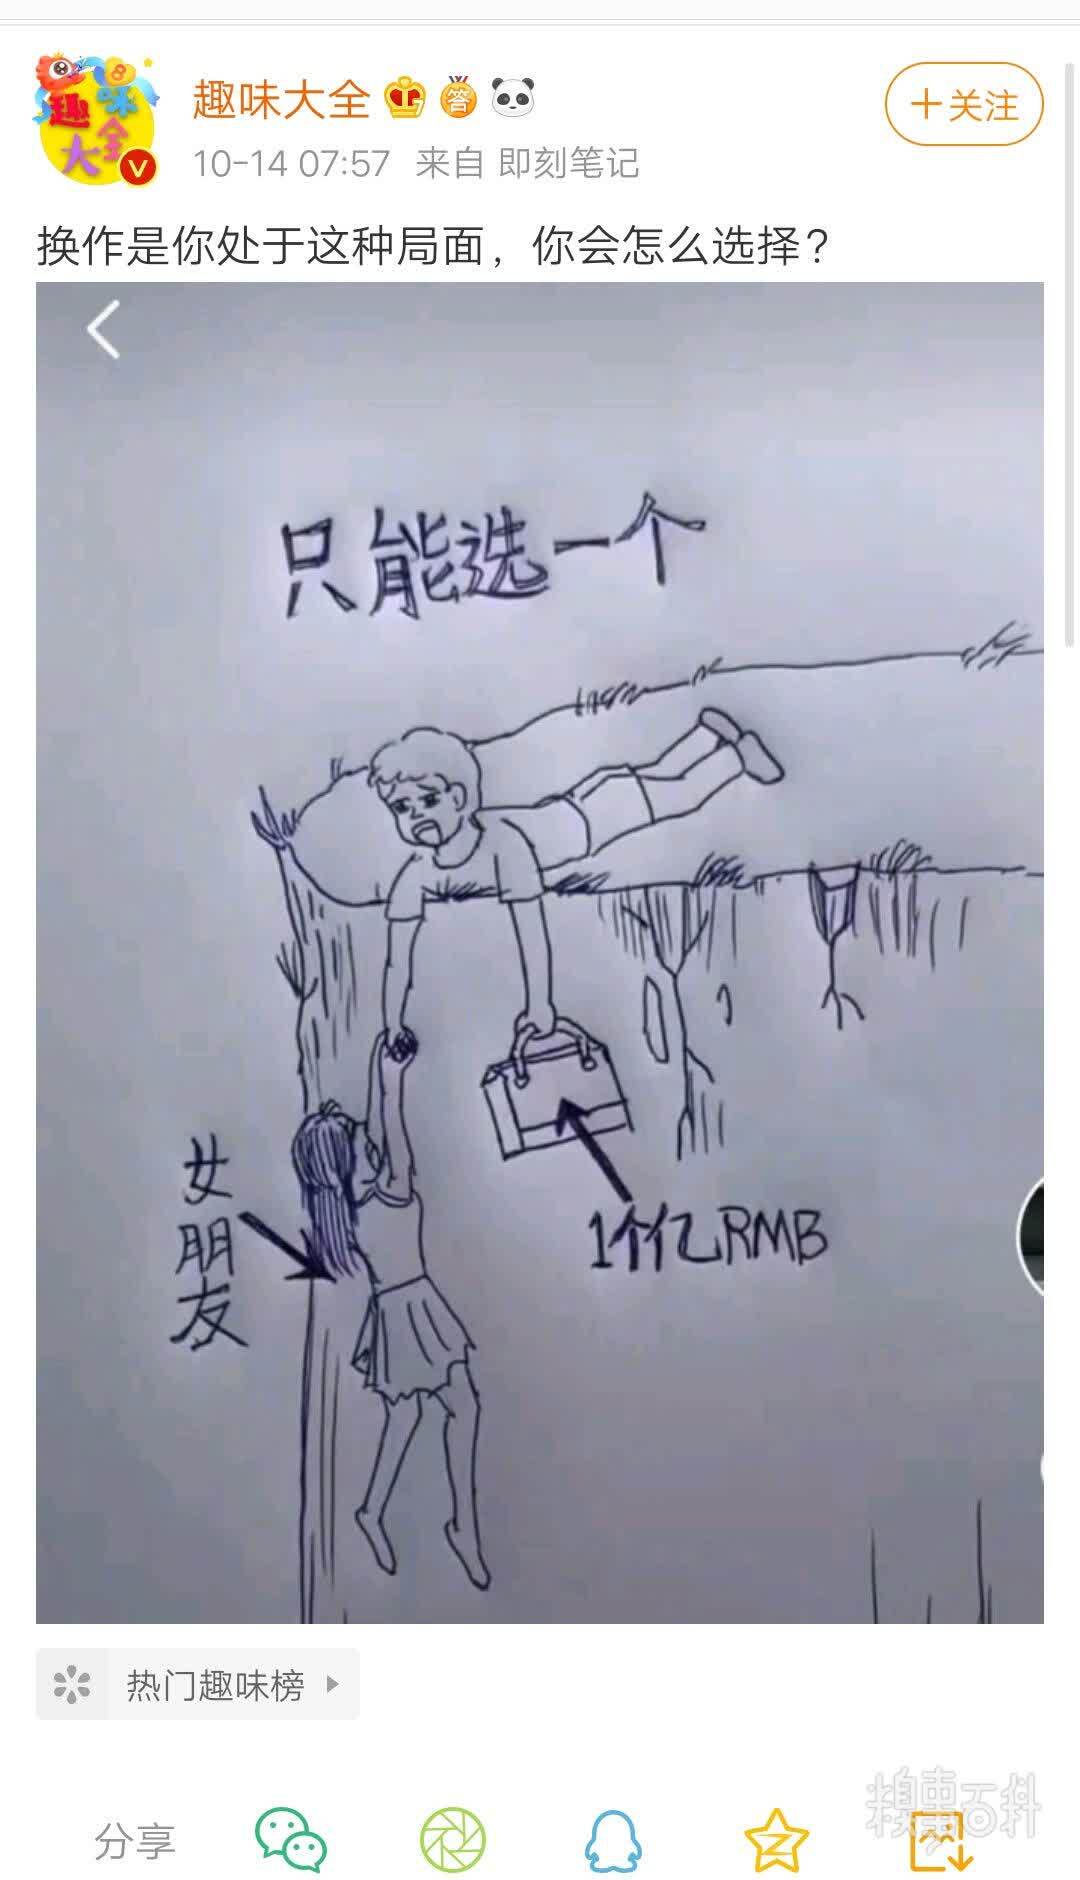 趣味大全
趣味大全 答
10-14 07:57 来自 即刻笔记
+关注
换作是你处于这种局面，你会怎么选择？
只能选一个
女朋友
1个亿RMB
热门趣味榜
分享
糗事百科